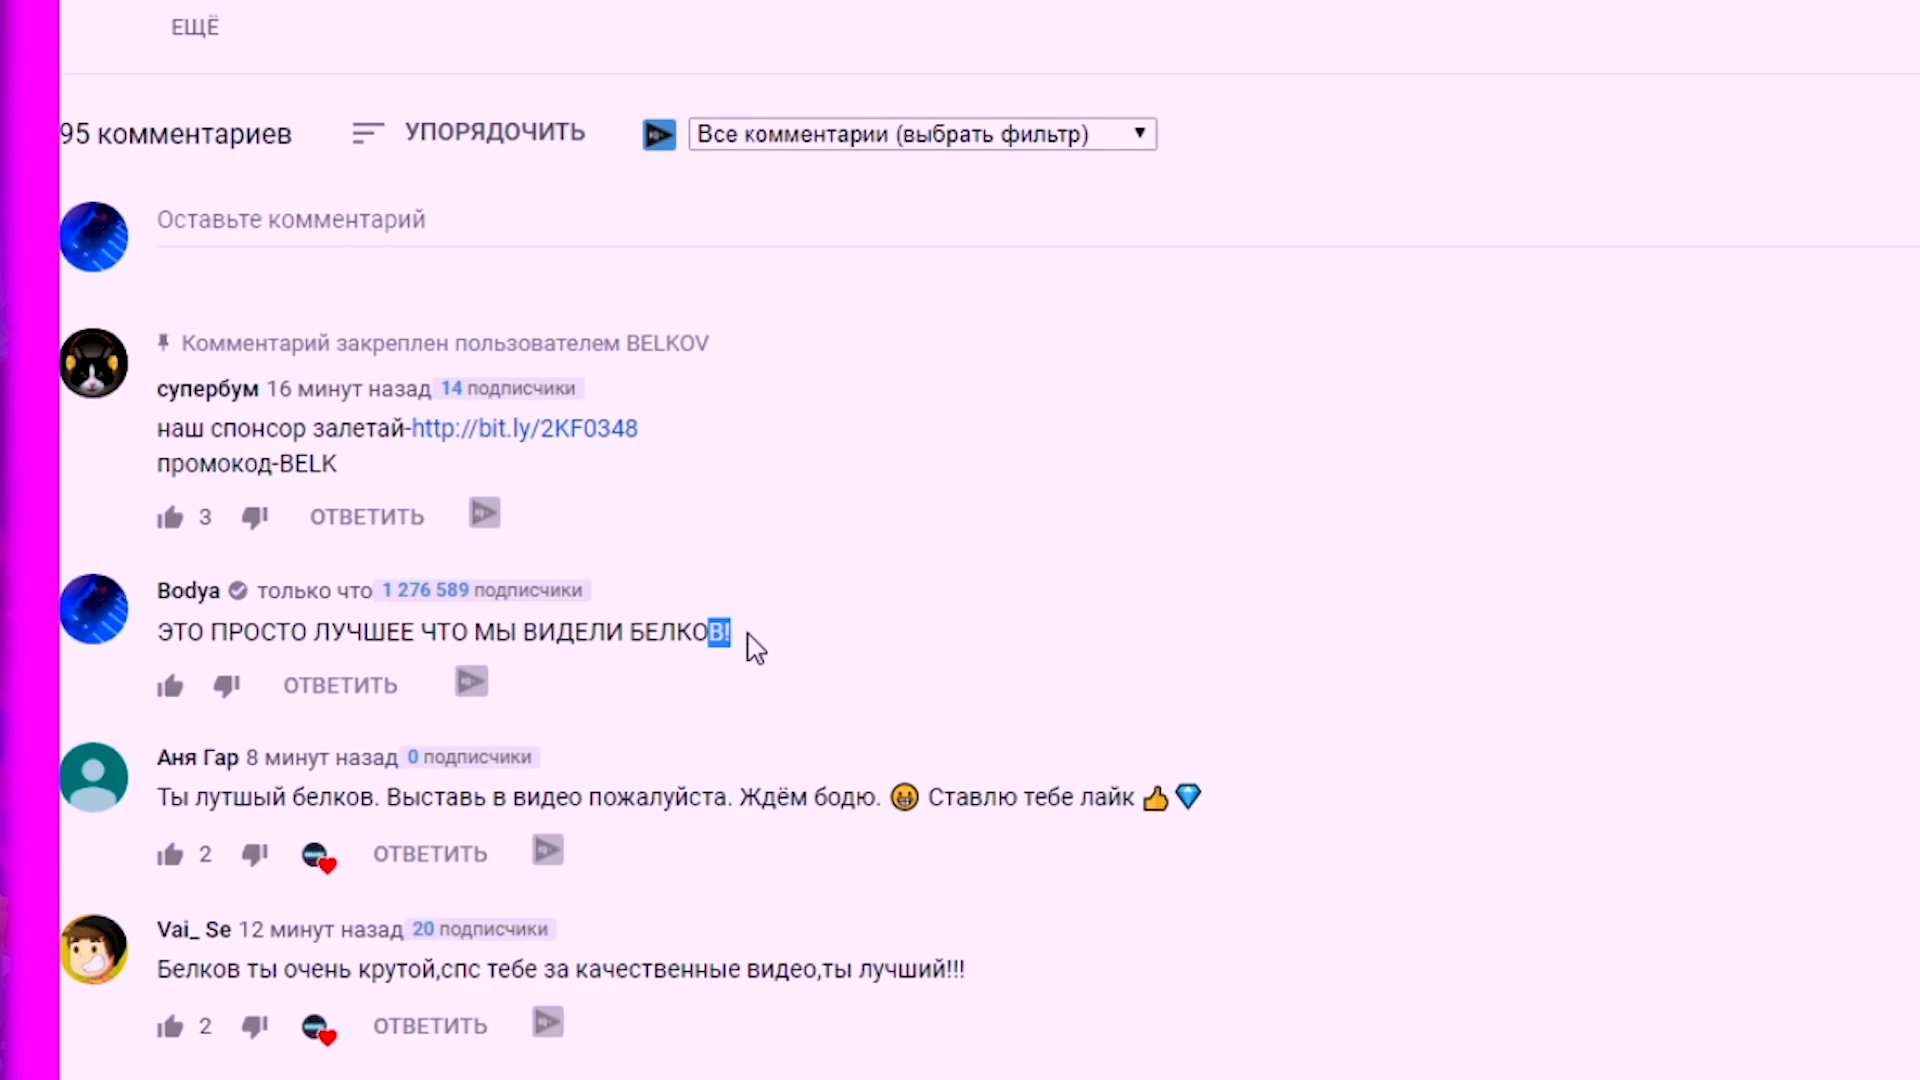 ЕЩЁ
95 комментариев УПОРЯДОЧИТЬ Все комментарии (выбрать фильтр)
Оставьте комментарий
Комментарий закреплен пользователем BELKOV
супербум 16 минут назад 14 подписчики
наш спонсор залетай-http://bit.ly/2KF0348
промокод-BELK
3 ОТВЕТИТЬ
Bodya только что 1 276 589 подписчики
ЭТО ПРОСТО ЛУЧШЕЕ ЧТО МЫ ВИДЕЛИ БЕЛКОВ!
ОТВЕТИТЬ
Аня Гар 8 минут назад 0 подписчики
Ты лутшый белков. Выставь в видео пожалуйста. Ждём бодю. 😁 Ставлю тебе лайк 👍💎
2 ОТВЕТИТЬ
Vai_ Se 12 минут назад 20 подписчики
Белков ты очень крутой,спс тебе за качественные видео,ты лучший!!!
2 ОТВЕТИТЬ